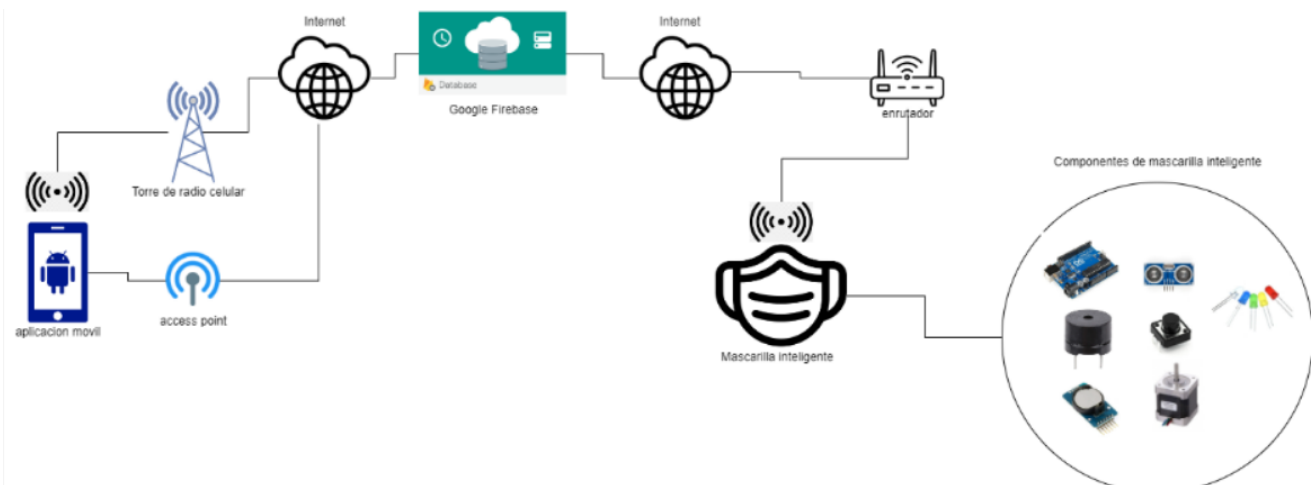 Internet
Internet
Database
Google Firebase
enrutador
Torre de radio celular
Componentes de mascarilla inteligente
aplicacion movil
access point
Mascarilla inteligente